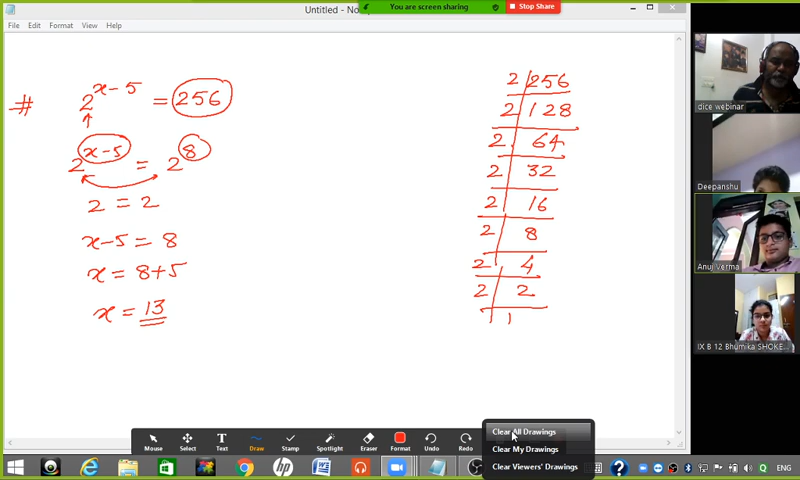 Untitled - No
You are screen sharing
Stop Share
File Edit Format View Help
# 2^{x-5} = 256
2^{x-5} = 2^{8}
2 = 2
x-5 = 8
x = 8+5
x = 13
2 256
2 128
2 64
2 32
2 16
2 8
2 4
2 2
1
dice webinar
Deepanshu
Anuj Verma
IX B 12 Bhumika SHOKE...
Mouse Select Text Draw Stamp Spotlight Eraser Format Undo Redo
Clear All Drawings
Clear My Drawings
Clear Viewers' Drawings
ENG